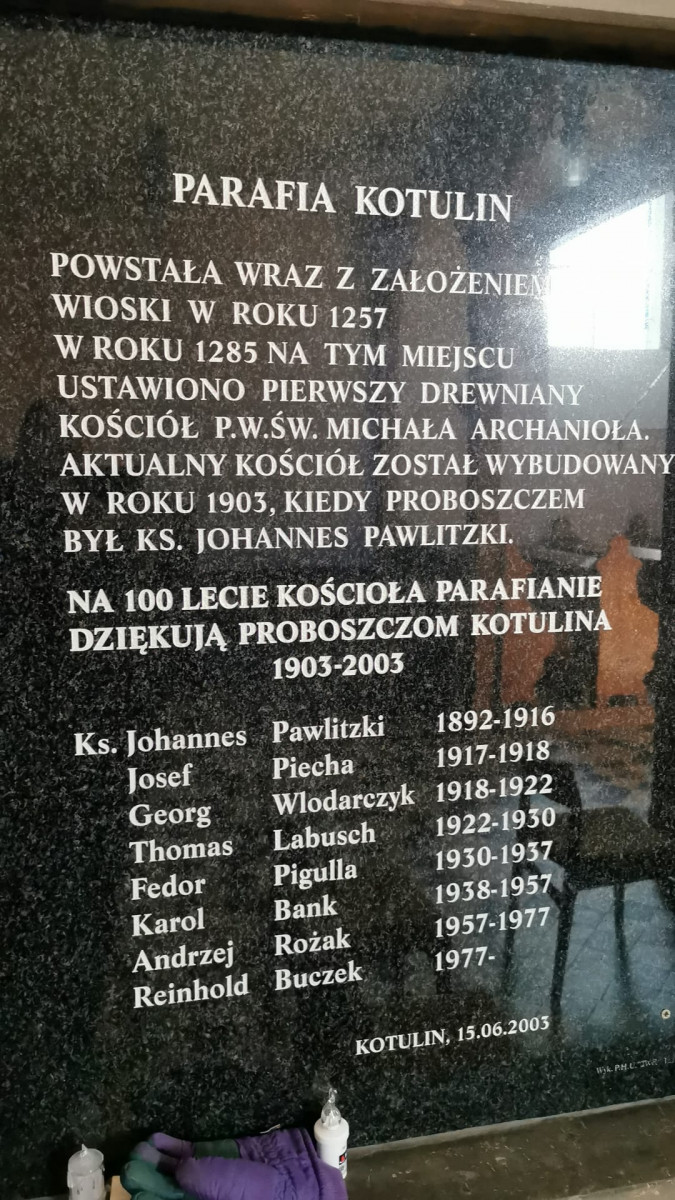 PARAFIA KOTULIN
POWSTAŁA WRAZ Z ZAŁOŻENIEM
WIOSKI W ROKU 1257
W ROKU 1285 NA TYM MIEJSCU
USTAWIONO PIERWSZY DREWNIANY
KOŚCIÓŁ P.W.ŚW. MICHAŁA ARCHANIOŁA.
AKTUALNY KOŚCIÓŁ ZOSTAŁ WYBUDOWANY
W ROKU 1903, KIEDY PROBOSZCZEM
BYŁ KS. JOHANNES PAWLITZKI.
NA 100 LECIE KOŚCIOŁA PARAFIANIE
DZIĘKUJĄ PROBOSZCZOM KOTULINA
1903-2003
Ks. Johannes Pawlitzki 1892-1916
Josef Piecha 1917-1918
Georg Wlodarczyk 1918-1922
Thomas Labusch 1922-1930
Fedor Pigulla 1930-1937
Karol Bank 1938-1957
Andrzej Rożak 1957-1977
Reinhold Buczek 1977-
KOTULIN, 15.06.2003
Wyk. P.H.U.